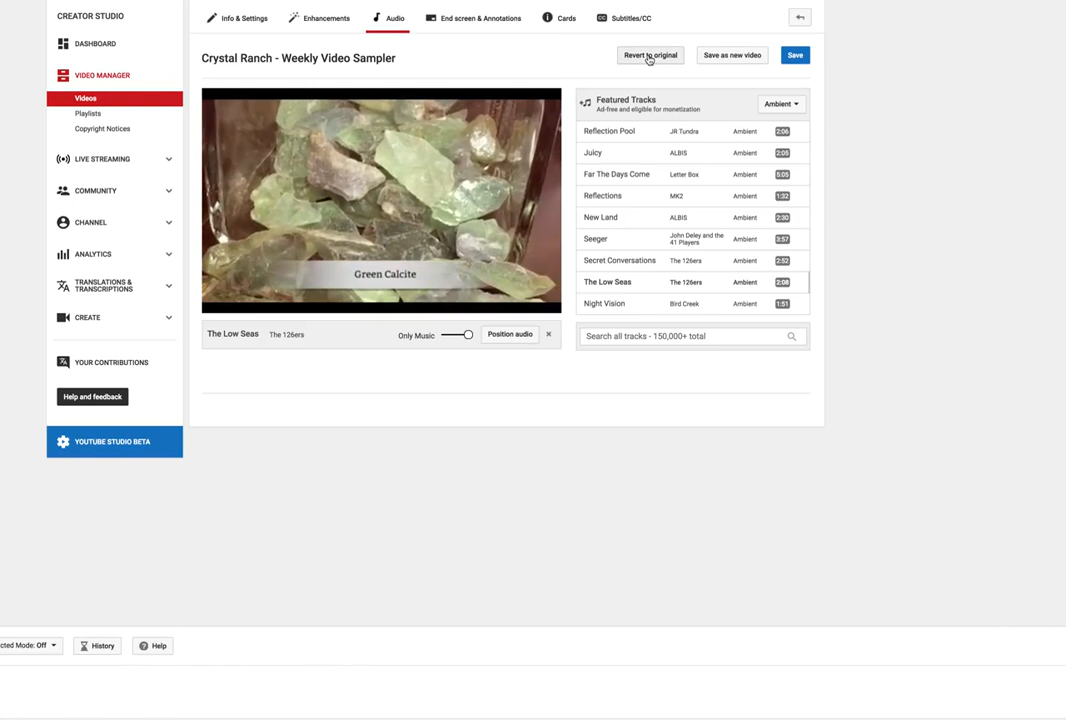 CREATOR STUDIO
DASHBOARD
VIDEO MANAGER
Videos
Playlists
Copyright Notices
LIVE STREAMING
COMMUNITY
CHANNEL
ANALYTICS
TRANSLATIONS &
TRANSCRIPTIONS
CREATE
YOUR CONTRIBUTIONS
Help and feedback
YOUTUBE STUDIO BETA
Info & Settings
Enhancements
Audio
End screen & Annotations
Cards
CC Subtitles/CC
Crystal Ranch - Weekly Video Sampler
Revert to original
Save as new video
Save
Green Calcite
The Low Seas The 126ers
Only Music
Position audio
Featured Tracks
Ad-free and eligible for monetization
Ambient
Reflection Pool JR Tundra Ambient 2:06
Juicy ALBIS Ambient 2:05
Far The Days Come Letter Box Ambient 5:05
Reflections MK2 Ambient 1:32
New Land ALBIS Ambient 2:30
Seeger John Deley and the
41 Players Ambient 3:57
Secret Conversations The 126ers Ambient 2:52
The Low Seas The 126ers Ambient 2:08
Night Vision Bird Creek Ambient 1:51
Search all tracks - 150,000+ total
cted Mode: Off
History
Help